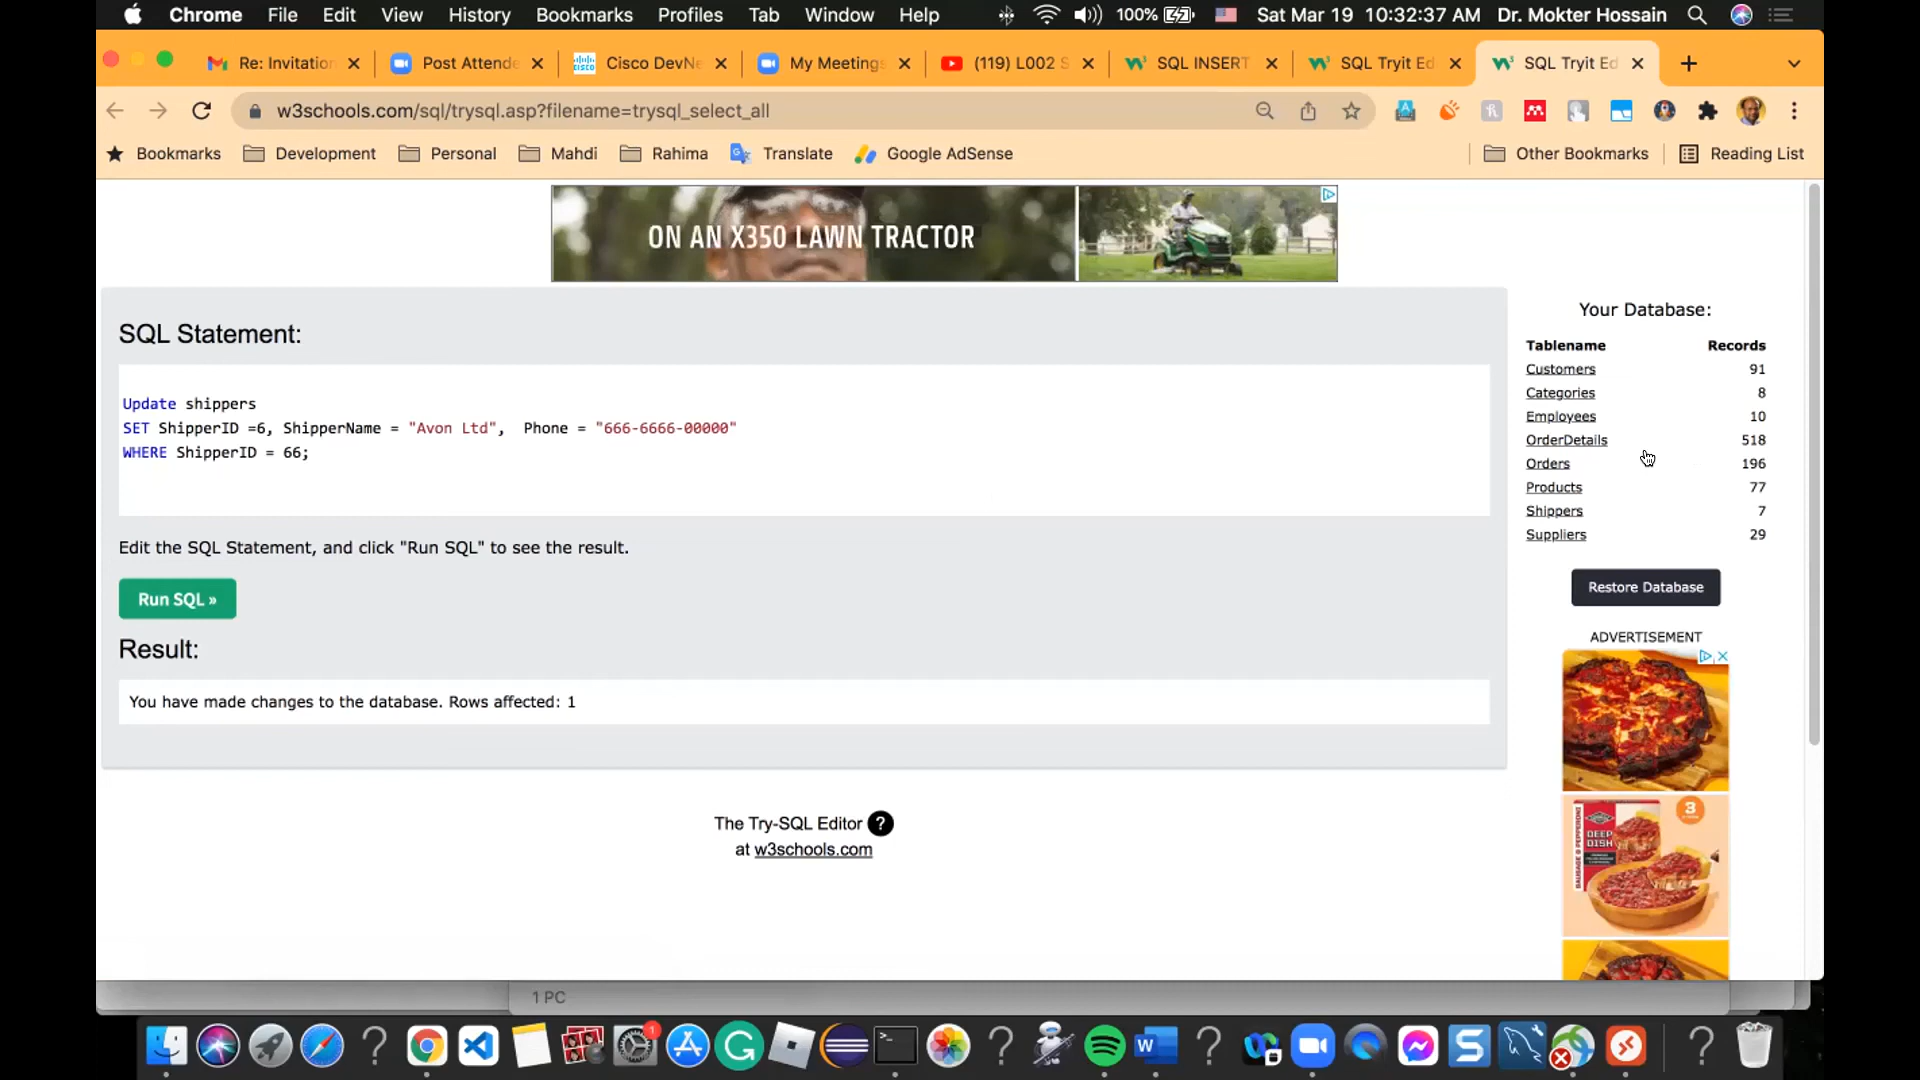 Chrome File Edit View History Bookmarks Profiles Tab Window Help 100% Sat Mar 19 10:32:37 AM Dr. Mokter Hossain
Re: Invitation Post Attende Cisco DevNe My Meetings (119) L002 S SQL INSERT SQL Tryit Ed SQL Tryit Ed
w3schools.com/sql/trysql.asp?filename=trysql_select_all
Bookmarks Development Personal Mahdi Rahima Translate Google AdSense Other Bookmarks Reading List
ON AN X350 LAWN TRACTOR
SQL Statement:
Update shippers
SET ShipperID =6, ShipperName = "Avon Ltd", Phone = "666-6666-00000"
WHERE ShipperID = 66;
Edit the SQL Statement, and click "Run SQL" to see the result.
Run SQL »
Result:
You have made changes to the database. Rows affected: 1
The Try-SQL Editor ?
at w3schools.com
Your Database:
Tablename Records
Customers 91
Categories 8
Employees 10
OrderDetails 518
Orders 196
Products 77
Shippers 7
Suppliers 29
Restore Database
ADVERTISEMENT
3
DEEP
DISH
SAUSAGE & PEPPERONI
1 PC